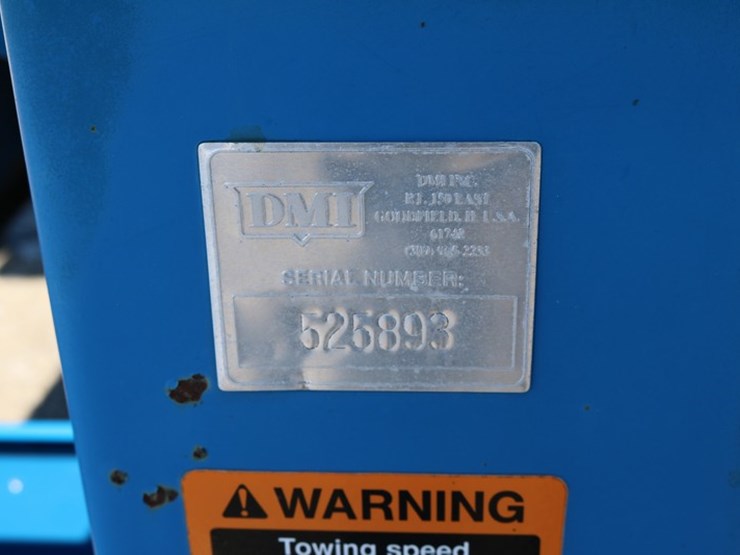 DMI
DMI INC.
RT. 150 EAST
GOODFIELD, IL U.S.A.
61742
SERIAL NUMBER:
525893
WARNING
Towing speed